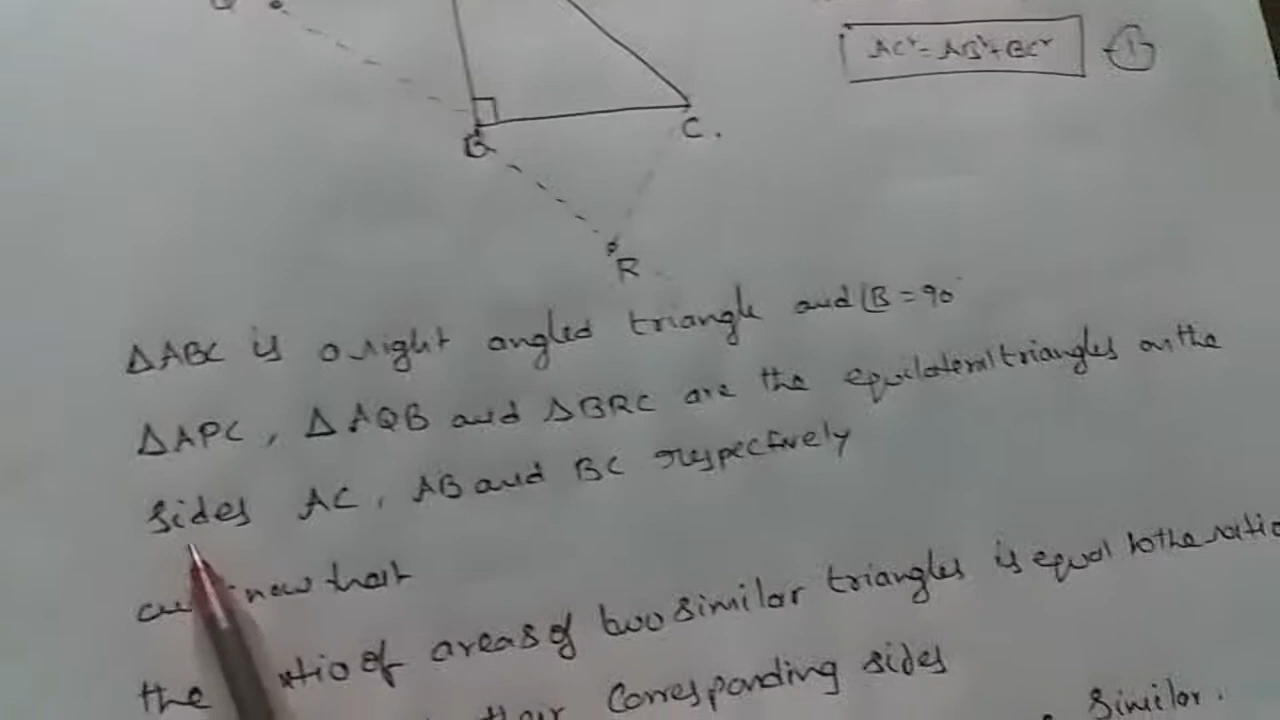 AC²=AB²+BC² ①
B
C.
R
ΔABC is a right angled triangle and ∠B=90°
ΔAPC, ΔAQB and ΔBRC are the equilateral triangles on the
sides AC, AB and BC respectively
that
the of areas of two similar triangles is equal to the ratio
their Corresponding sides
Similar.